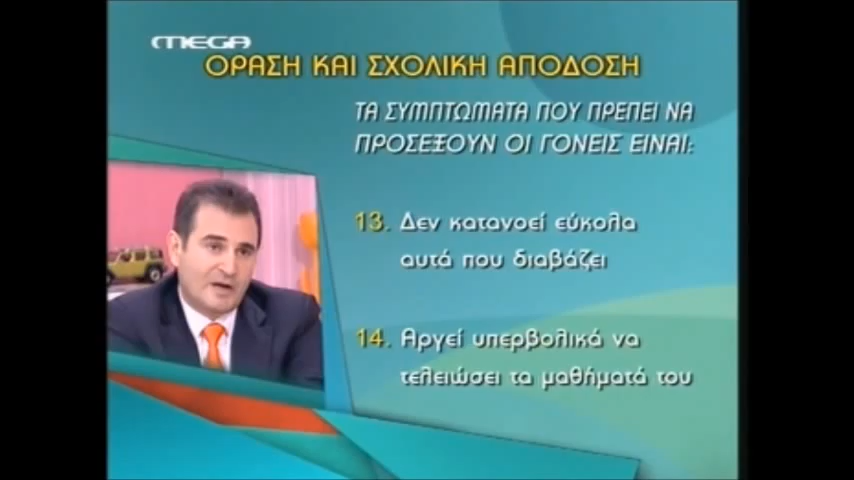 MEGA
ΟΡΑΣΗ ΚΑΙ ΣΧΟΛΙΚΗ ΑΠΟΔΟΣΗ
ΤΑ ΣΥΜΠΤΩΜΑΤΑ ΠΟΥ ΠΡΕΠΕΙ ΝΑ
ΠΡΟΣΕΞΟΥΝ ΟΙ ΓΟΝΕΙΣ ΕΙΝΑΙ:
13. Δεν κατανοεί εύκολα
αυτά που διαβάζει
14. Αργεί υπερβολικά να
τελειώσει τα μαθήματά του